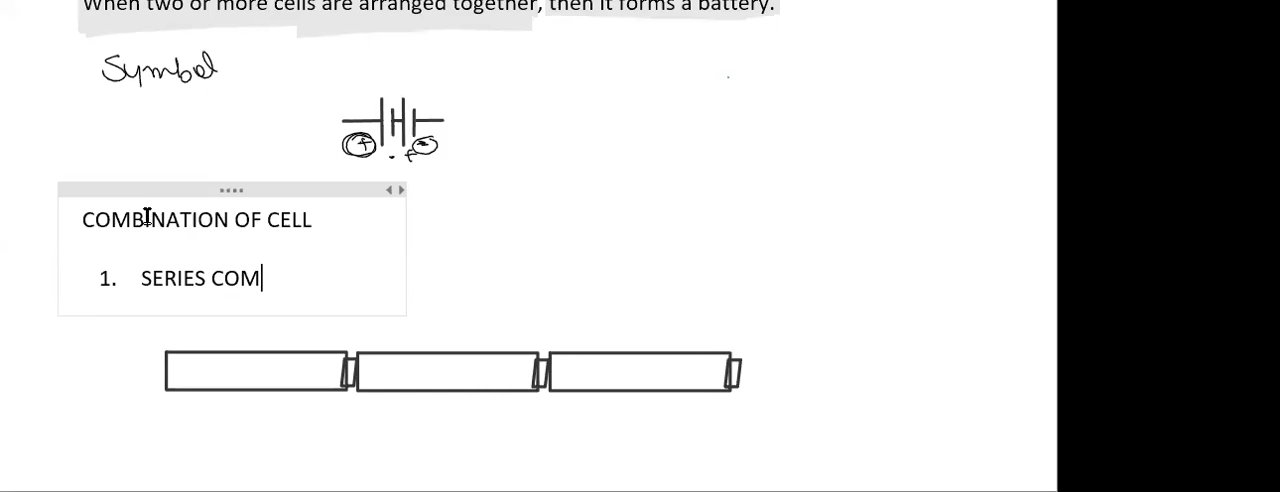 When two or more cells are arranged together, then it forms a battery.
Symbol
+ -
COMBINATION OF CELL
1. SERIES COM